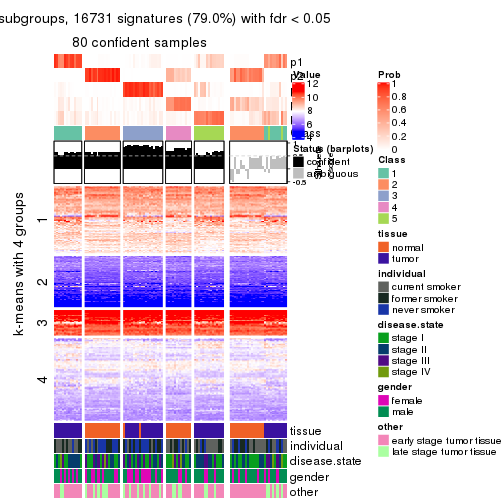 subgroups, 16731 signatures (79.0%) with fdr < 0.05
80 confident samples
p1
p2
Value
12
10
8
6
4
Prob
1
0.8
0.6
0.4
0.2
0
Class
Status (barplots)
confident
ambiguous
-0.5
Class
1
2
3
4
5
tissue
normal
tumor
individual
current smoker
former smoker
never smoker
disease.state
stage I
stage II
stage III
stage IV
gender
female
male
other
early stage tumor tissue
late stage tumor tissue
k-means with 4 groups
1
2
3
4
tissue
individual
disease.state
gender
other